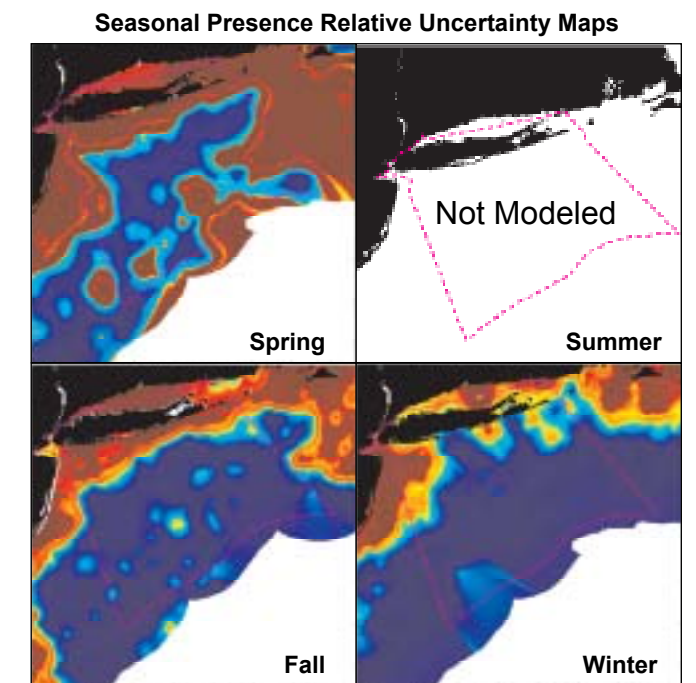 Seasonal Presence Relative Uncertainty Maps
Not Modeled
Spring
Summer
Fall
Winter